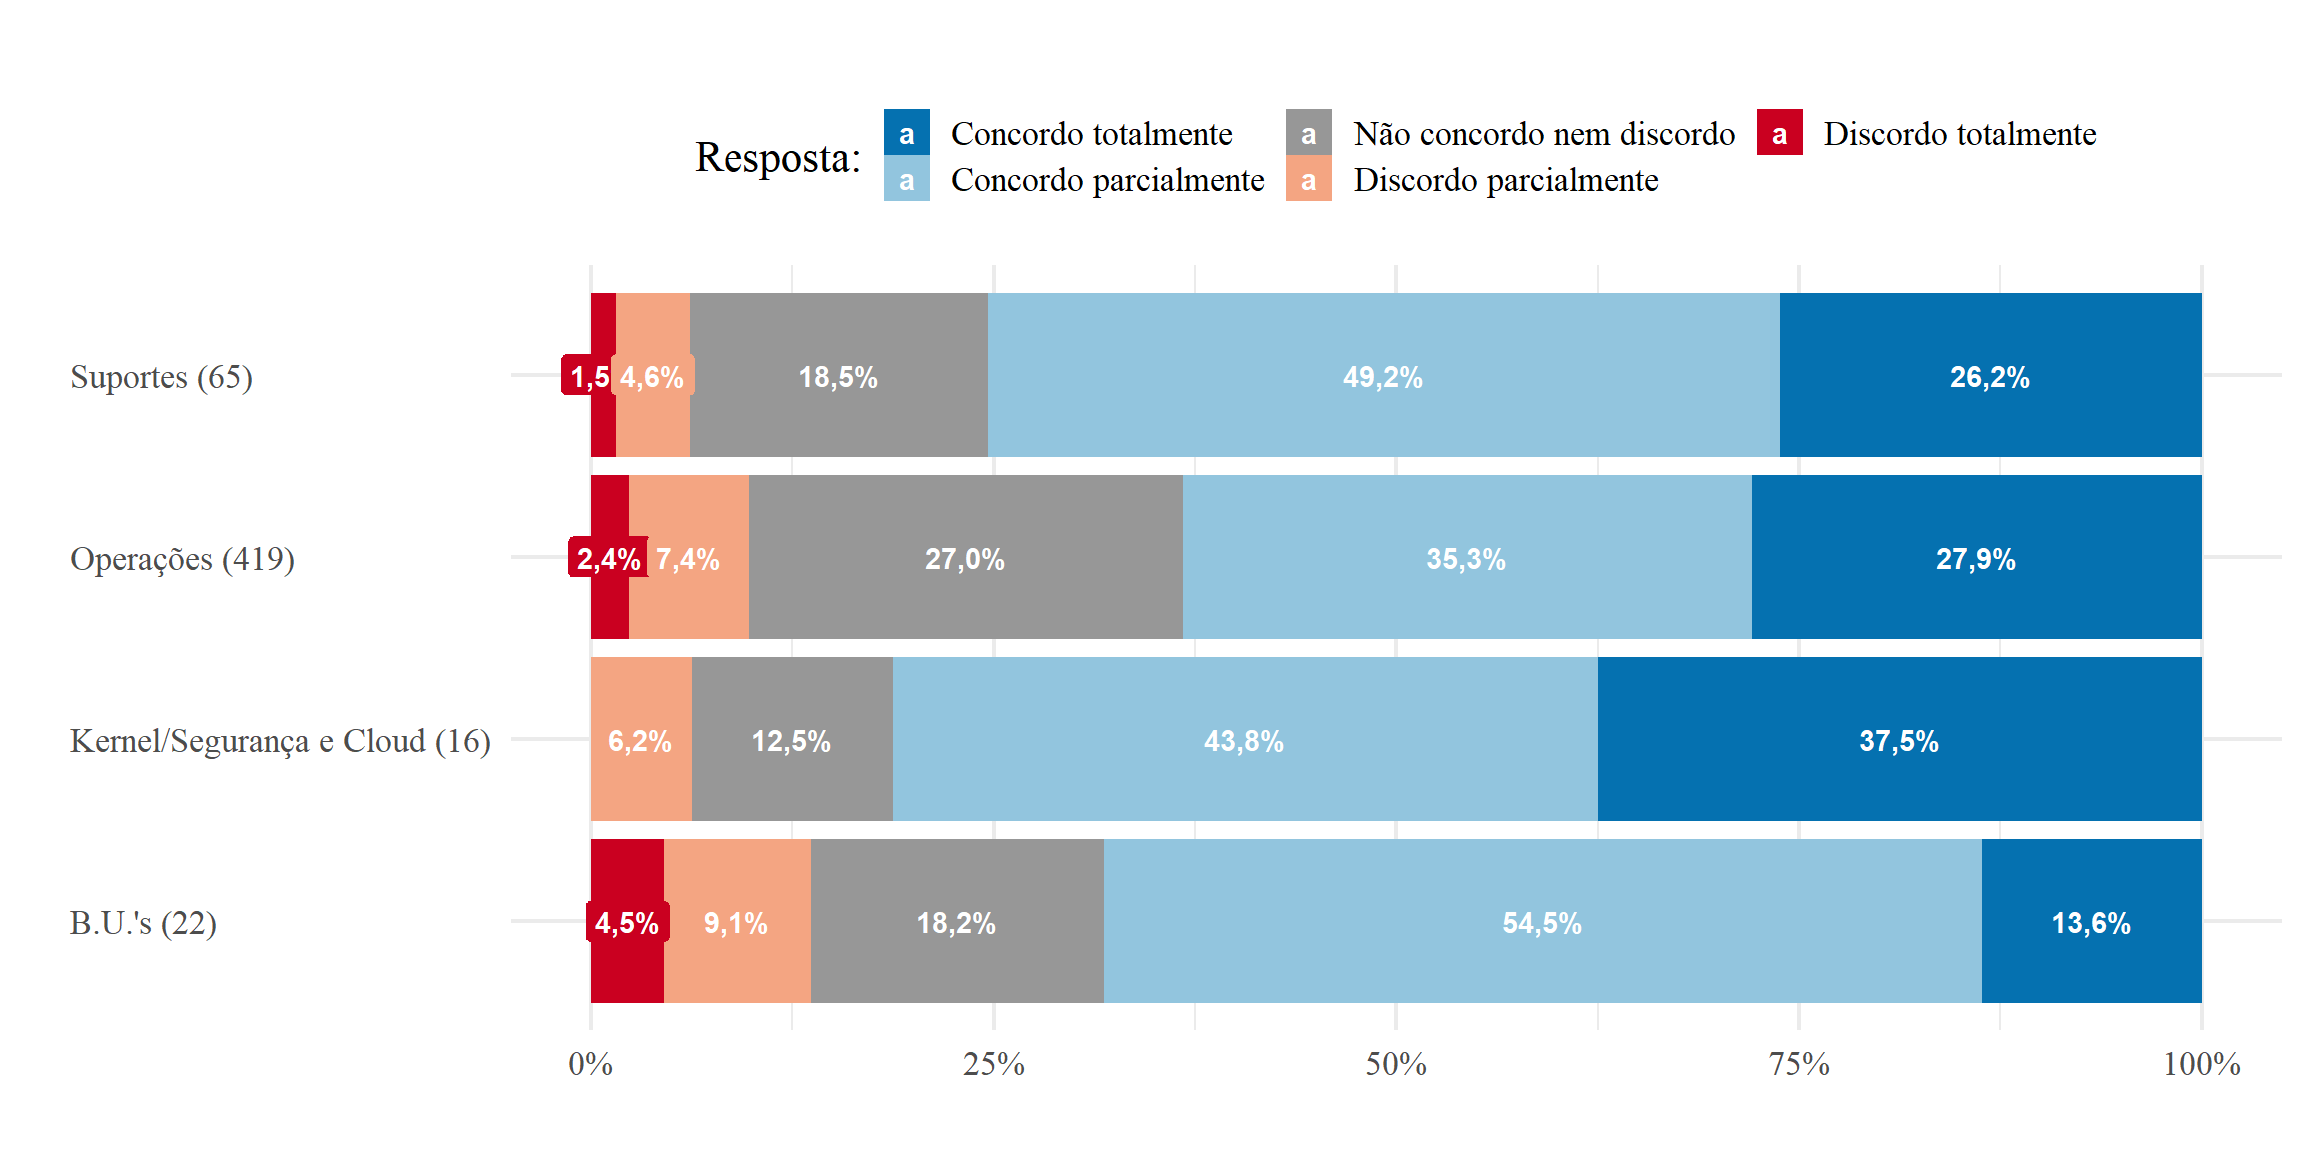 Resposta:
a Concordo totalmente a Não concordo nem discordo a Discordo totalmente
a Concordo parcialmente a Discordo parcialmente
Suportes (65) 1,5 4,6% 18,5% 49,2% 26,2%
Operações (419) 2,4% 7,4% 27,0% 35,3% 27,9%
Kernel/Segurança e Cloud (16) 6,2% 12,5% 43,8% 37,5%
B.U.'s (22) 4,5% 9,1% 18,2% 54,5% 13,6%
0% 25% 50% 75% 100%